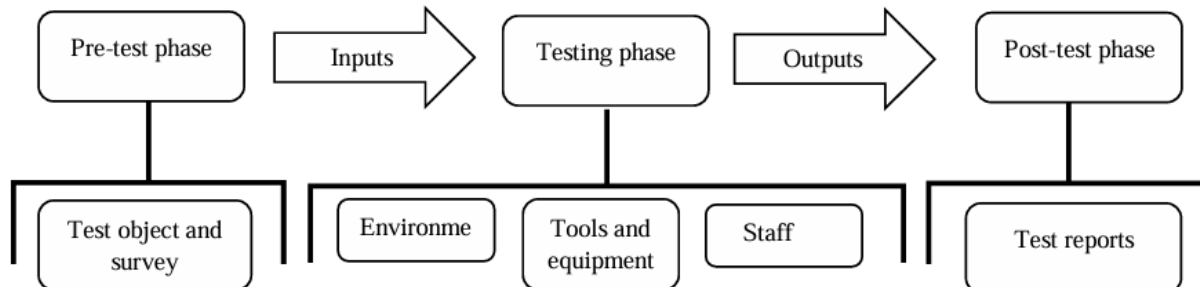 Pre-test phase
Inputs
Testing phase
Outputs
Post-test phase
Test object and
survey
Environme
Tools and
equipment
Staff
Test reports